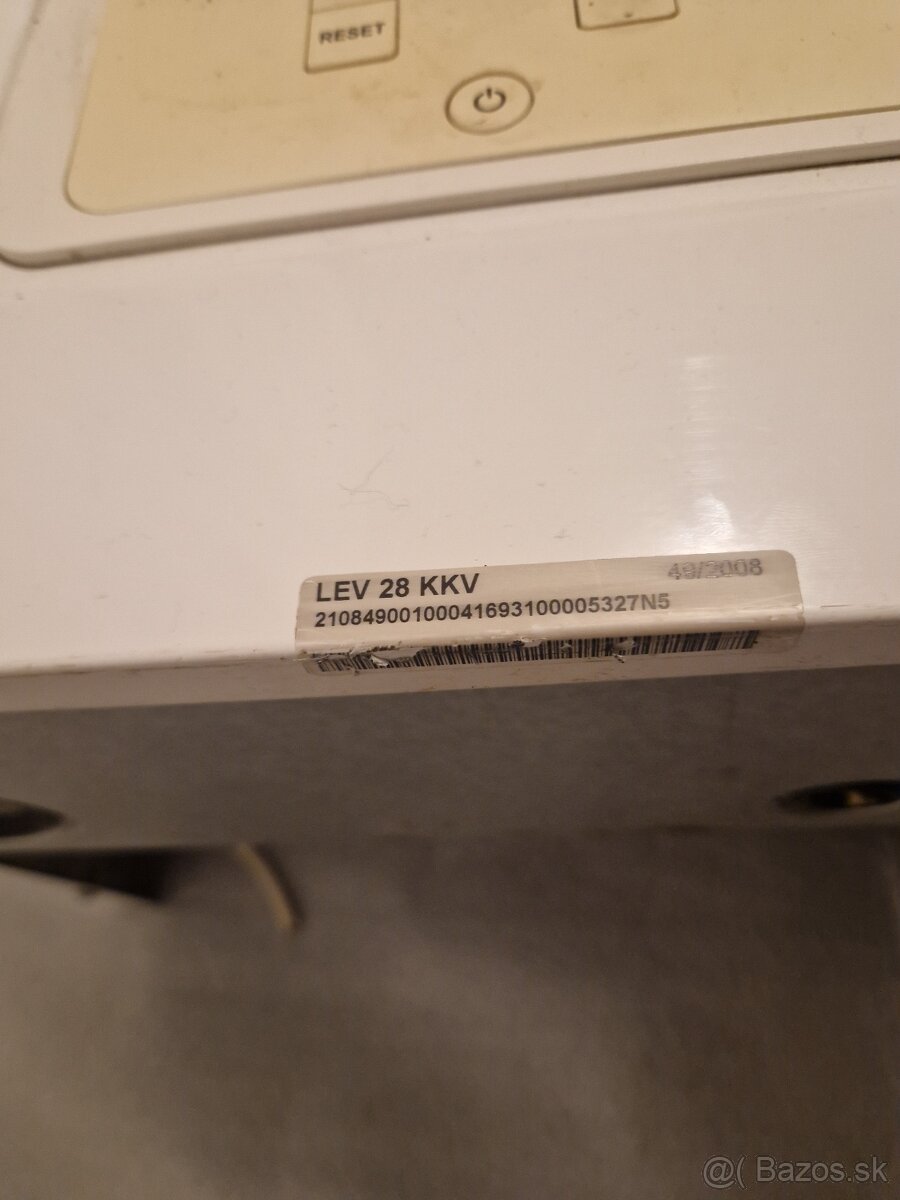 RESET
LEV 28 KKV
49/2008
21084900100041693100005327N5
@( Bazos.sk